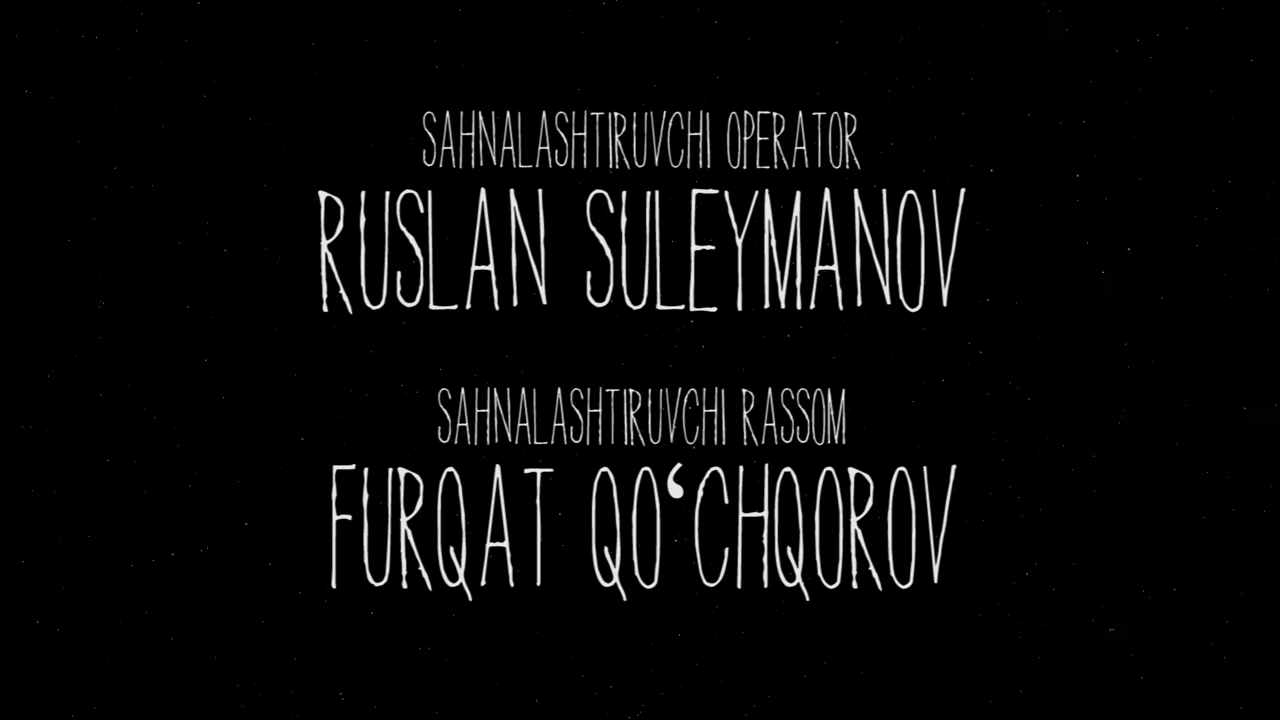 SAHNALASHTIRUVCHI OPERATOR
RUSLAN SULEYMANOV
SAHNALASHTIRUVCHI RASSOM
FURQAT QO‘CHQOROV